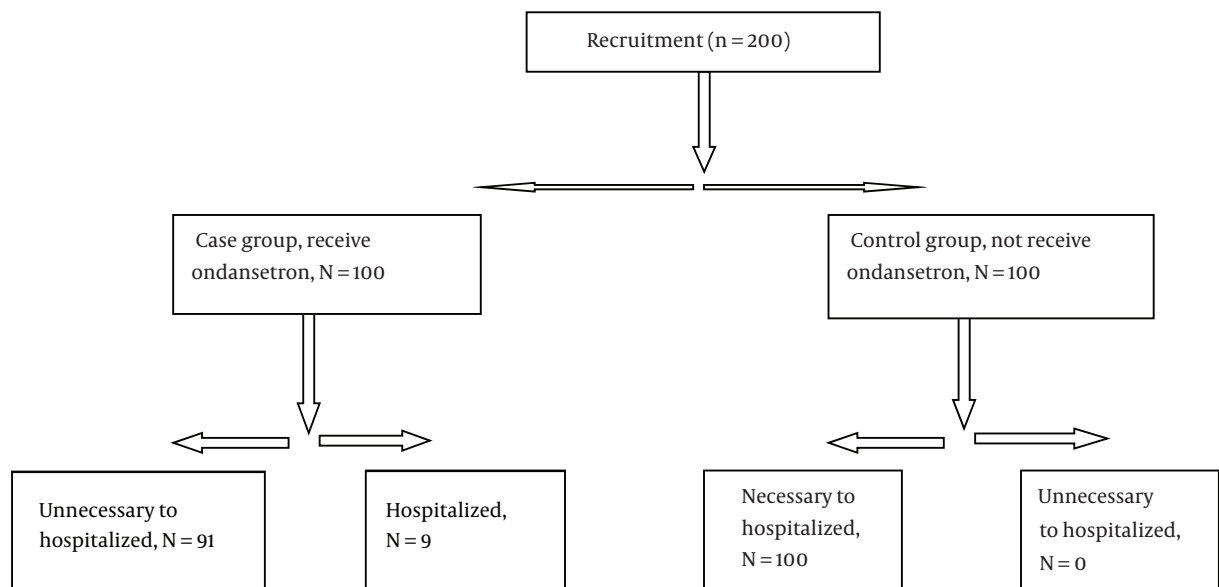 Recruitment (n = 200)
Case group, receive
ondansetron, N = 100
Control group, not receive
ondansetron, N = 100
Unnecessary to
hospitalized, N = 91
Hospitalized,
N = 9
Necessary to
hospitalized,
N = 100
Unnecessary
to hospitalized,
N = 0